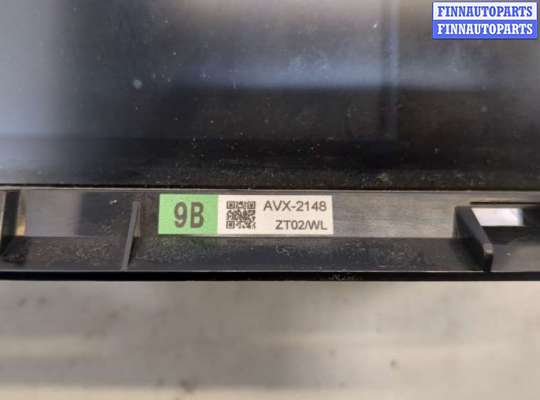 FINNAUTOPARTS
FINNAUTOPARTS
9B
AVX-2148
ZT02/WL